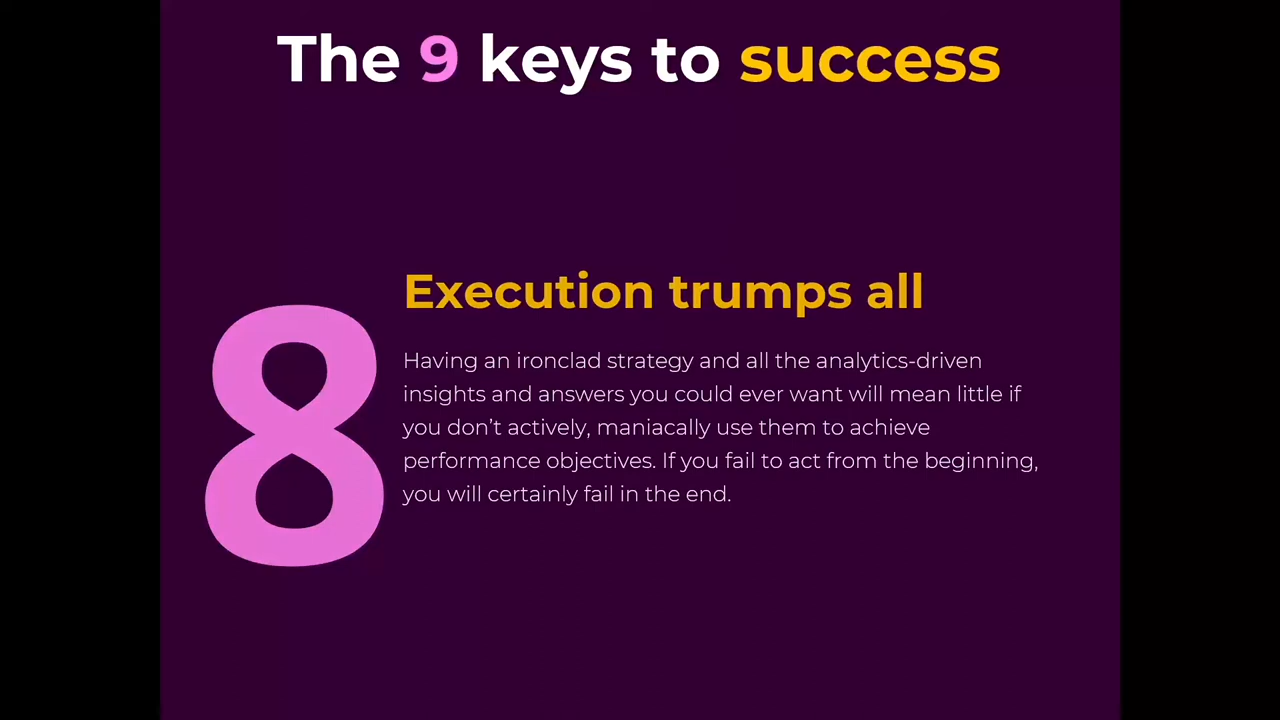 The 9 keys to success
Execution trumps all
8
Having an ironclad strategy and all the analytics-driven
insights and answers you could ever want will mean little if
you don’t actively, maniacally use them to achieve
performance objectives. If you fail to act from the beginning,
you will certainly fail in the end.